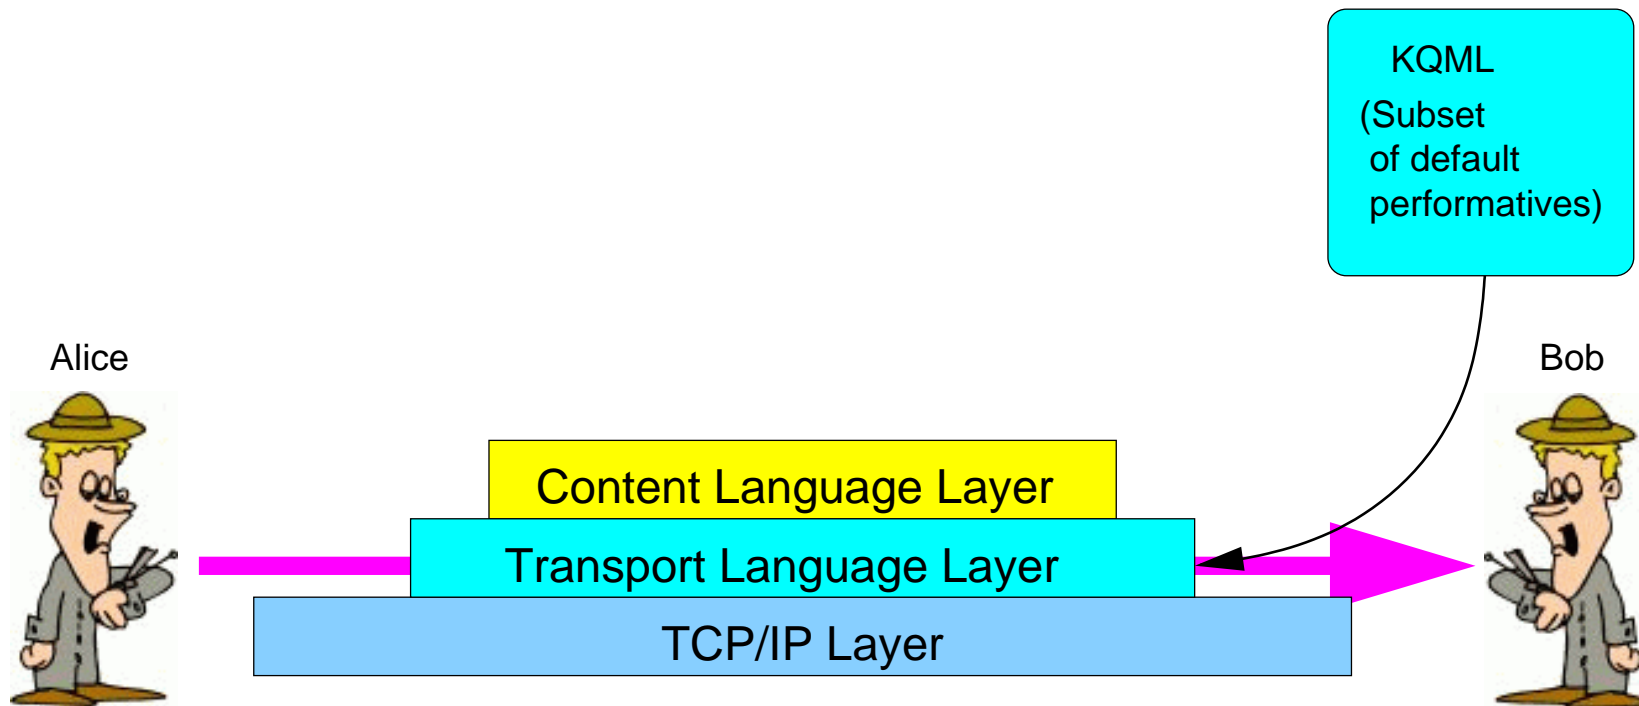 KQML
(Subset
of default
performatives)
Alice
Bob
Content Language Layer
Transport Language Layer
TCP/IP Layer